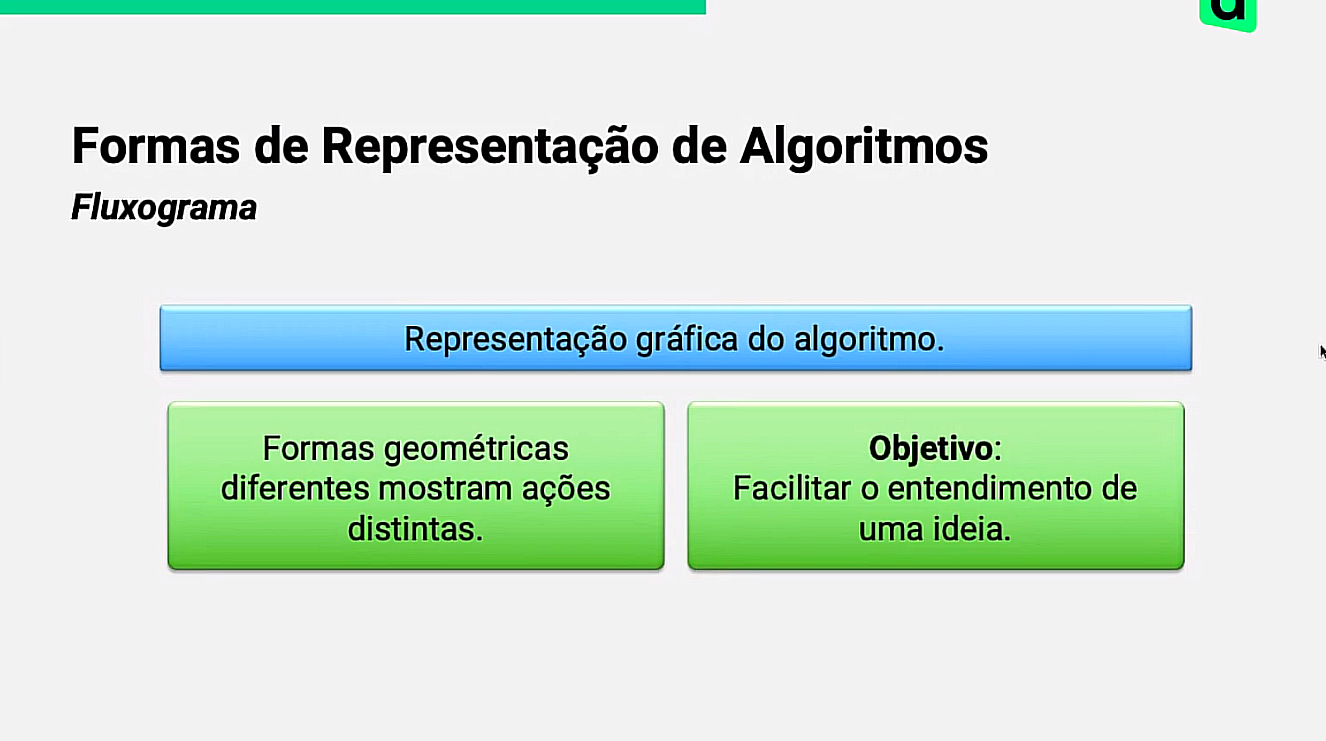 Formas de Representação de Algoritmos
Fluxograma
Representação gráfica do algoritmo.
Formas geométricas
diferentes mostram ações
distintas.
Objetivo:
Facilitar o entendimento de
uma ideia.